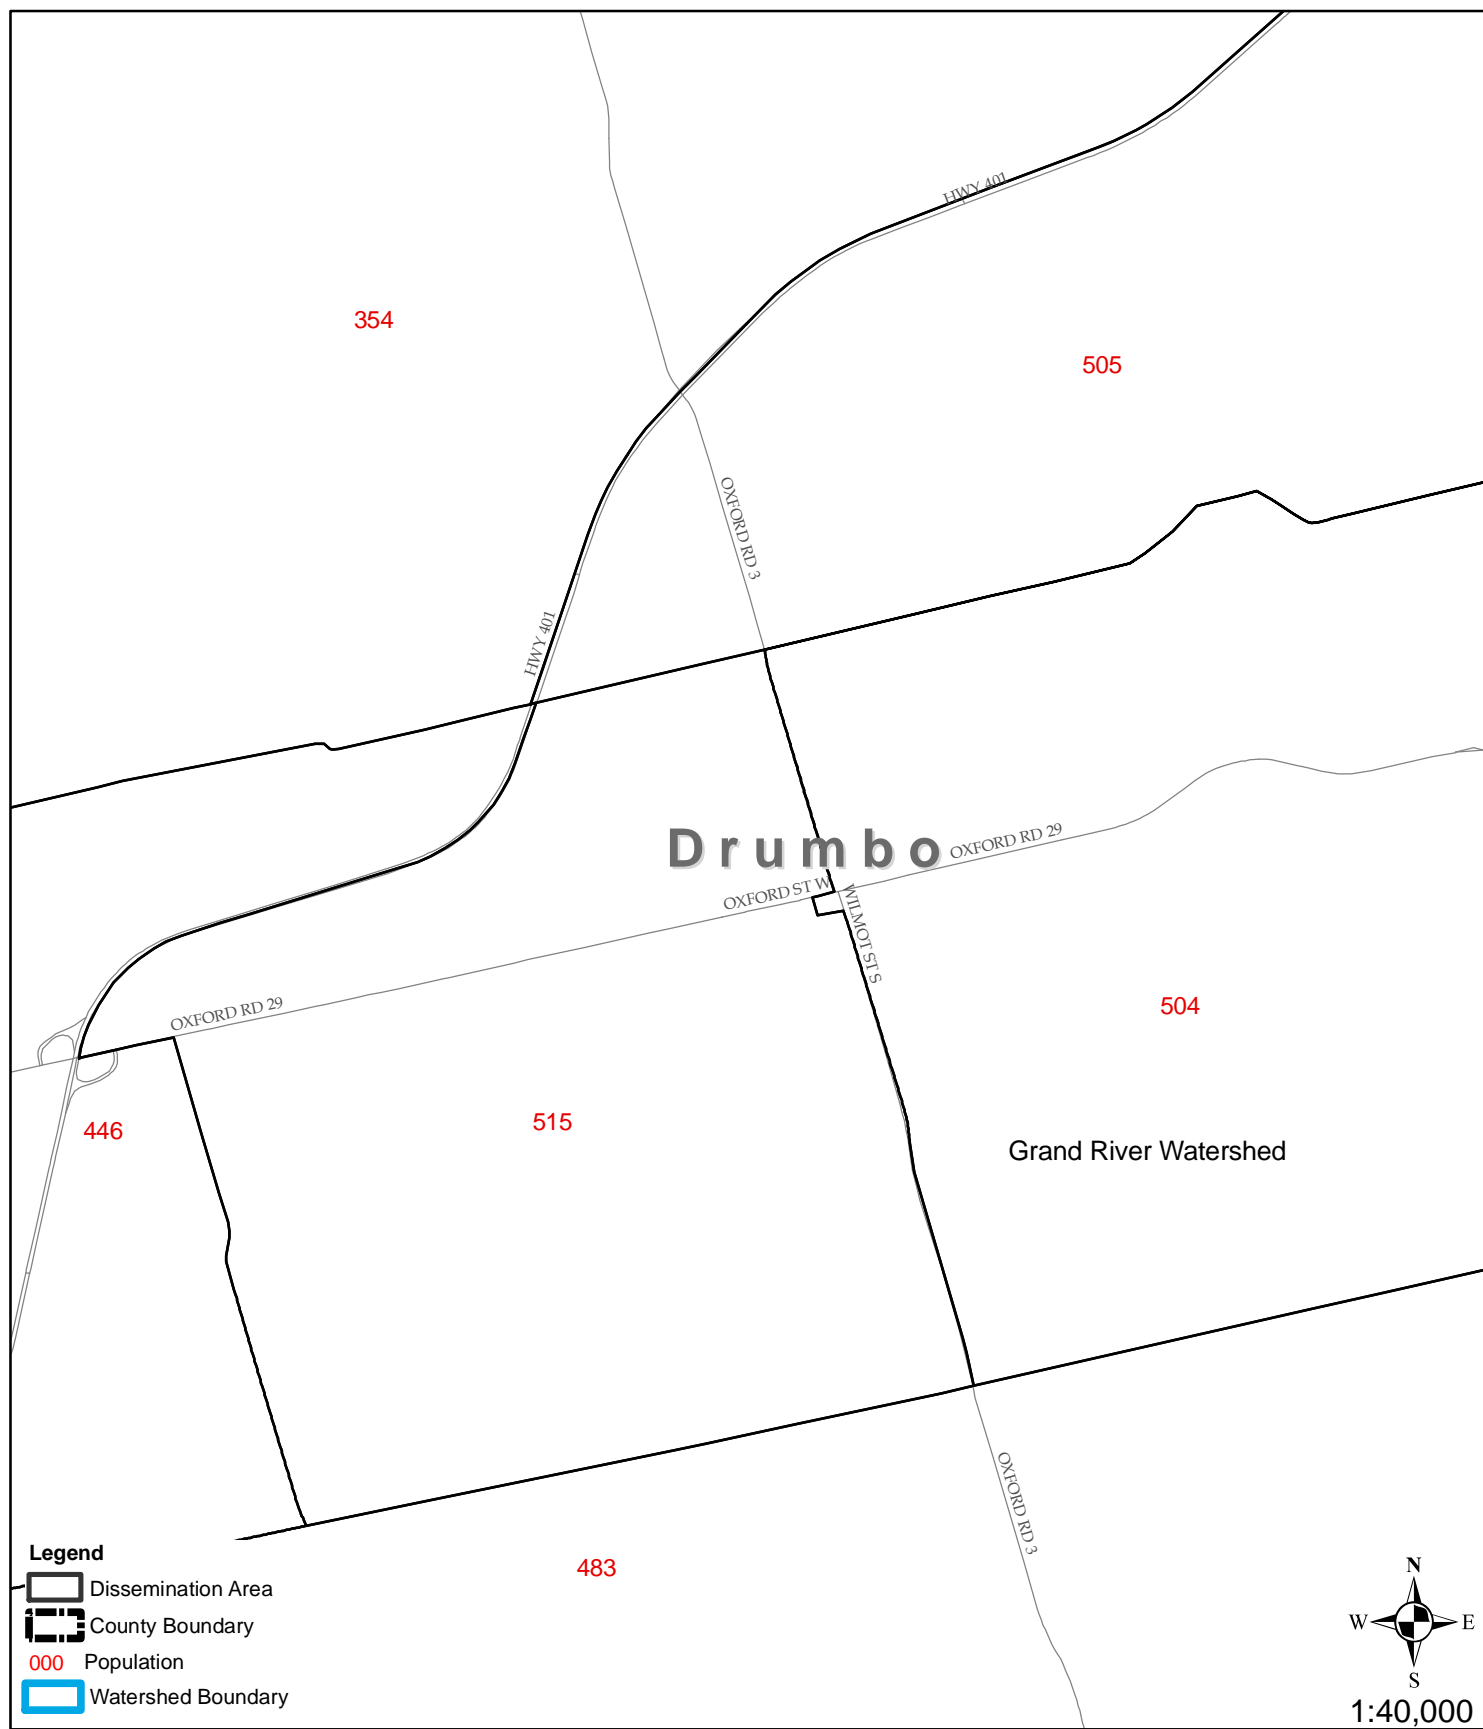 HWY 401
354
505
OXFORD RD 3
HWY 401
Drumbo
OXFORD RD 29
OXFORD ST W
WILMOT ST S
OXFORD RD 29
504
515
446
Grand River Watershed
OXFORD RD 3
483
Legend
Dissemination Area
County Boundary
000 Population
Watershed Boundary
N
W E
S
1:40,000